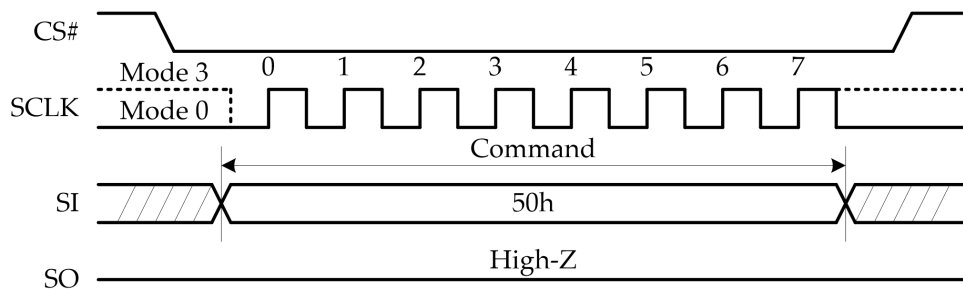 CS#
Mode 3
0 1 2 3 4 5 6 7
SCLK
Mode 0
Command
SI
50h
High-Z
SO